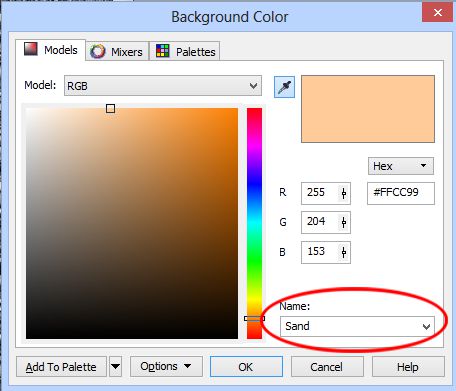 Background Color
Models Mixers Palettes
Model: RGB
Hex
R 255 #FFCC99
G 204
B 153
Name:
Sand
Add To Palette Options OK Cancel Help